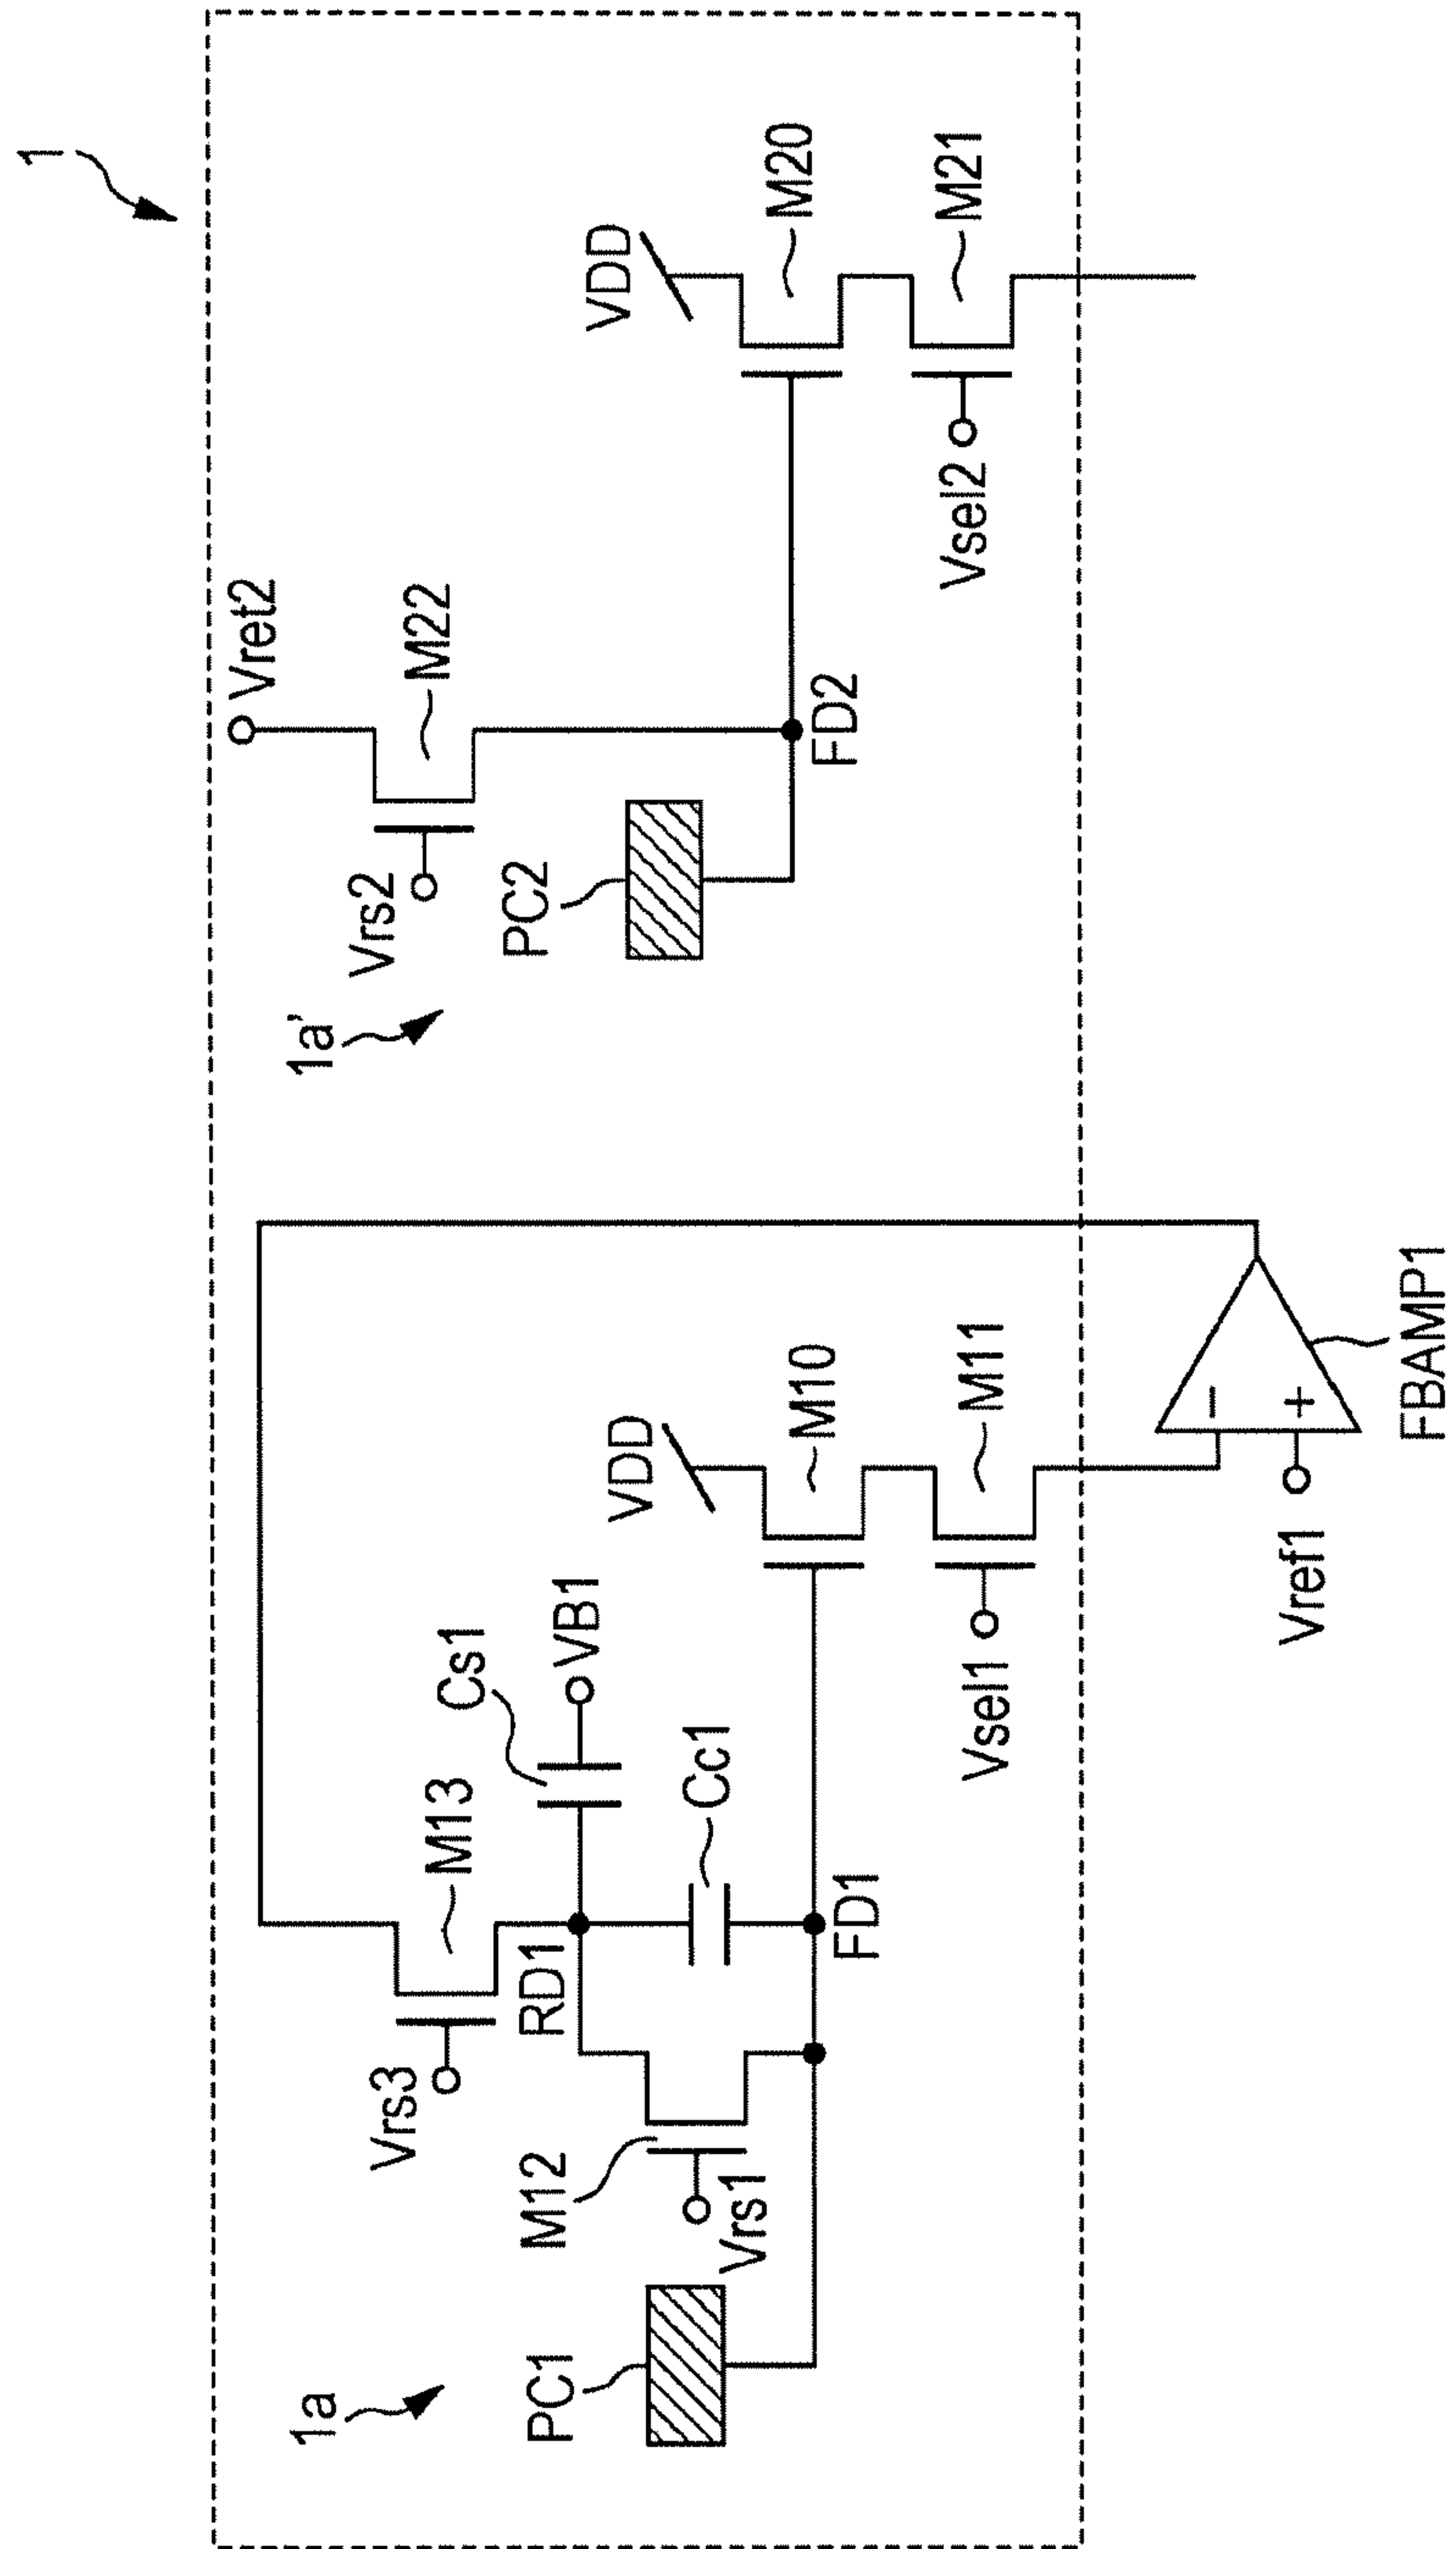 1
1a
PC1
M12
Vrs1
Vrs3
M13
RD1
Cs1
VB1
Cc1
FD1
VDD
M10
M11
Vsel1
Vref1
−
+
FBAMP1
1a'
Vret2
Vrs2
M22
PC2
FD2
VDD
M20
M21
Vsel2